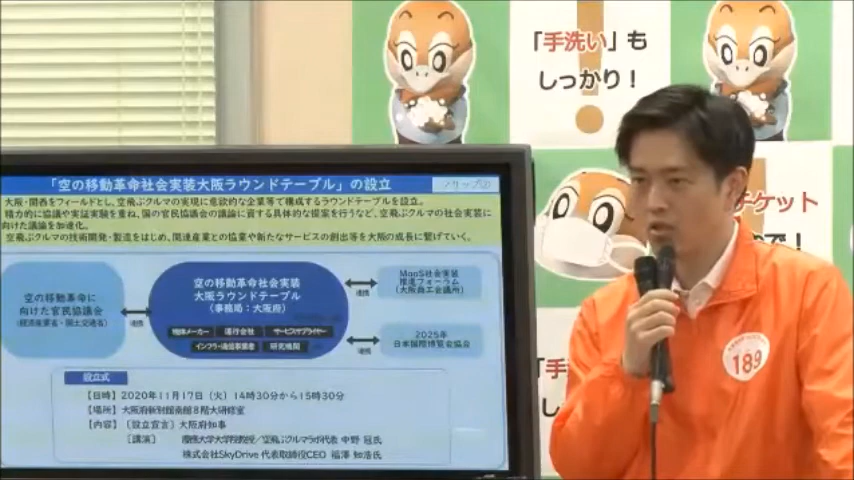 「手洗い」も
しっかり!
「空の移動革命社会実装大阪ラウンドテーブル」の設立
フリップ②
大阪・関西をフィールドとし、空飛ぶクルマの実現に意欲的な企業等で構成するラウンドテーブルを設立。
精力的に協議や実証実験を重ね、国の官民協議会の議論に資する具体的な提案を行うなど、空飛ぶクルマの社会実装に
向けた議論を加速化。
空飛ぶクルマの技術開発・製造をはじめ、関連産業との協業や新たなサービスの創出等を大阪の成長に繋げていく。
空の移動革命に
向けた官民協議会
(経済産業省・国土交通省)
連携
空の移動革命社会実装
大阪ラウンドテーブル
(事務局:大阪府)
機体メーカー
運行会社
サービスサプライヤー
インフラ・通信事業者
研究機関
連携
MaaS社会実装
推進フォーラム
(大阪商工会議所)
連携
2025年
日本国際博覧会協会
設立式
【日時】 2020年11月17日(火) 14時30分から15時30分
【場所】 大阪府新別館南館8階大研修室
【内容】 〔設立宣言〕 大阪府知事
〔講演〕 慶應大学大学院教授/空飛ぶクルマラボ代表 中野 冠氏
株式会社SkyDrive 代表取締役CEO 福澤 知浩氏
チケット
で!
「手
し
189